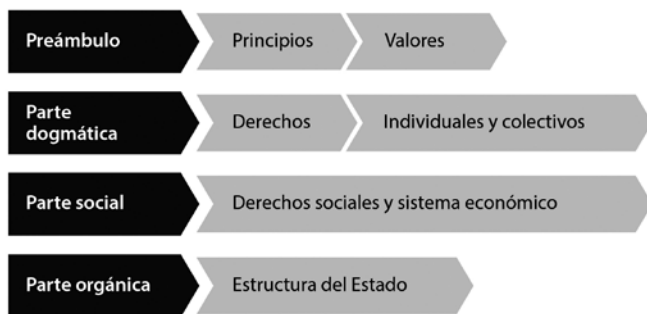 Preámbulo
Principios
Valores
Parte
dogmática
Derechos
Individuales y colectivos
Parte social
Derechos sociales y sistema económico
Parte orgánica
Estructura del Estado